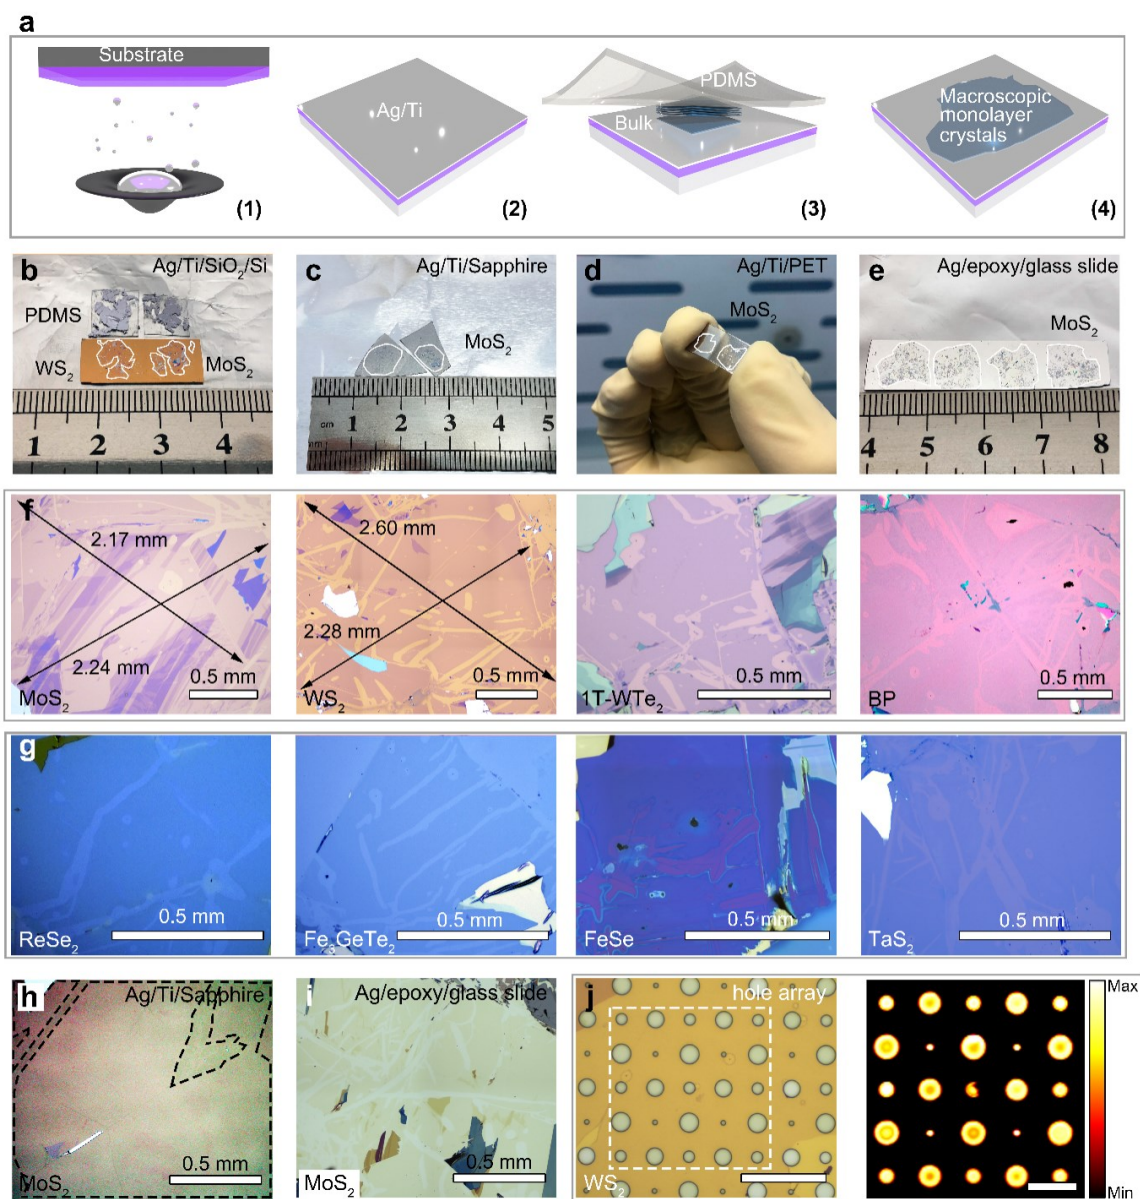 a
Substrate
(1)
Ag/Ti
(2)
PDMS
Bulk
(3)
Macroscopic
monolayer
crystals
(4)
b
Ag/Ti/SiO₂/Si
PDMS
WS₂
MoS₂
1 2 3 4
c
Ag/Ti/Sapphire
MoS₂
cm 1 2 3 4 5
d
Ag/Ti/PET
MoS₂
e
Ag/epoxy/glass slide
MoS₂
4 5 6 7 8
f
2.17 mm
2.24 mm
0.5 mm
MoS₂
2.60 mm
2.28 mm
0.5 mm
WS₂
0.5 mm
1T-WTe₂
0.5 mm
BP
g
0.5 mm
ReSe₂
0.5 mm
Fe₃GeTe₂
0.5 mm
FeSe
0.5 mm
TaS₂
h
Ag/Ti/Sapphire
0.5 mm
MoS₂
i
Ag/epoxy/glass slide
0.5 mm
MoS₂
j
hole array
WS₂
Max
Min